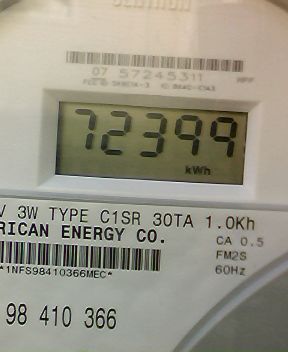 07 57245311
72399
kWh
V 3W TYPE C1SR 30TA 1.0Kh
RICAN ENERGY CO.
CA 0.5
FM2S
60Hz
*1NFS98410366MEC*
98 410 366